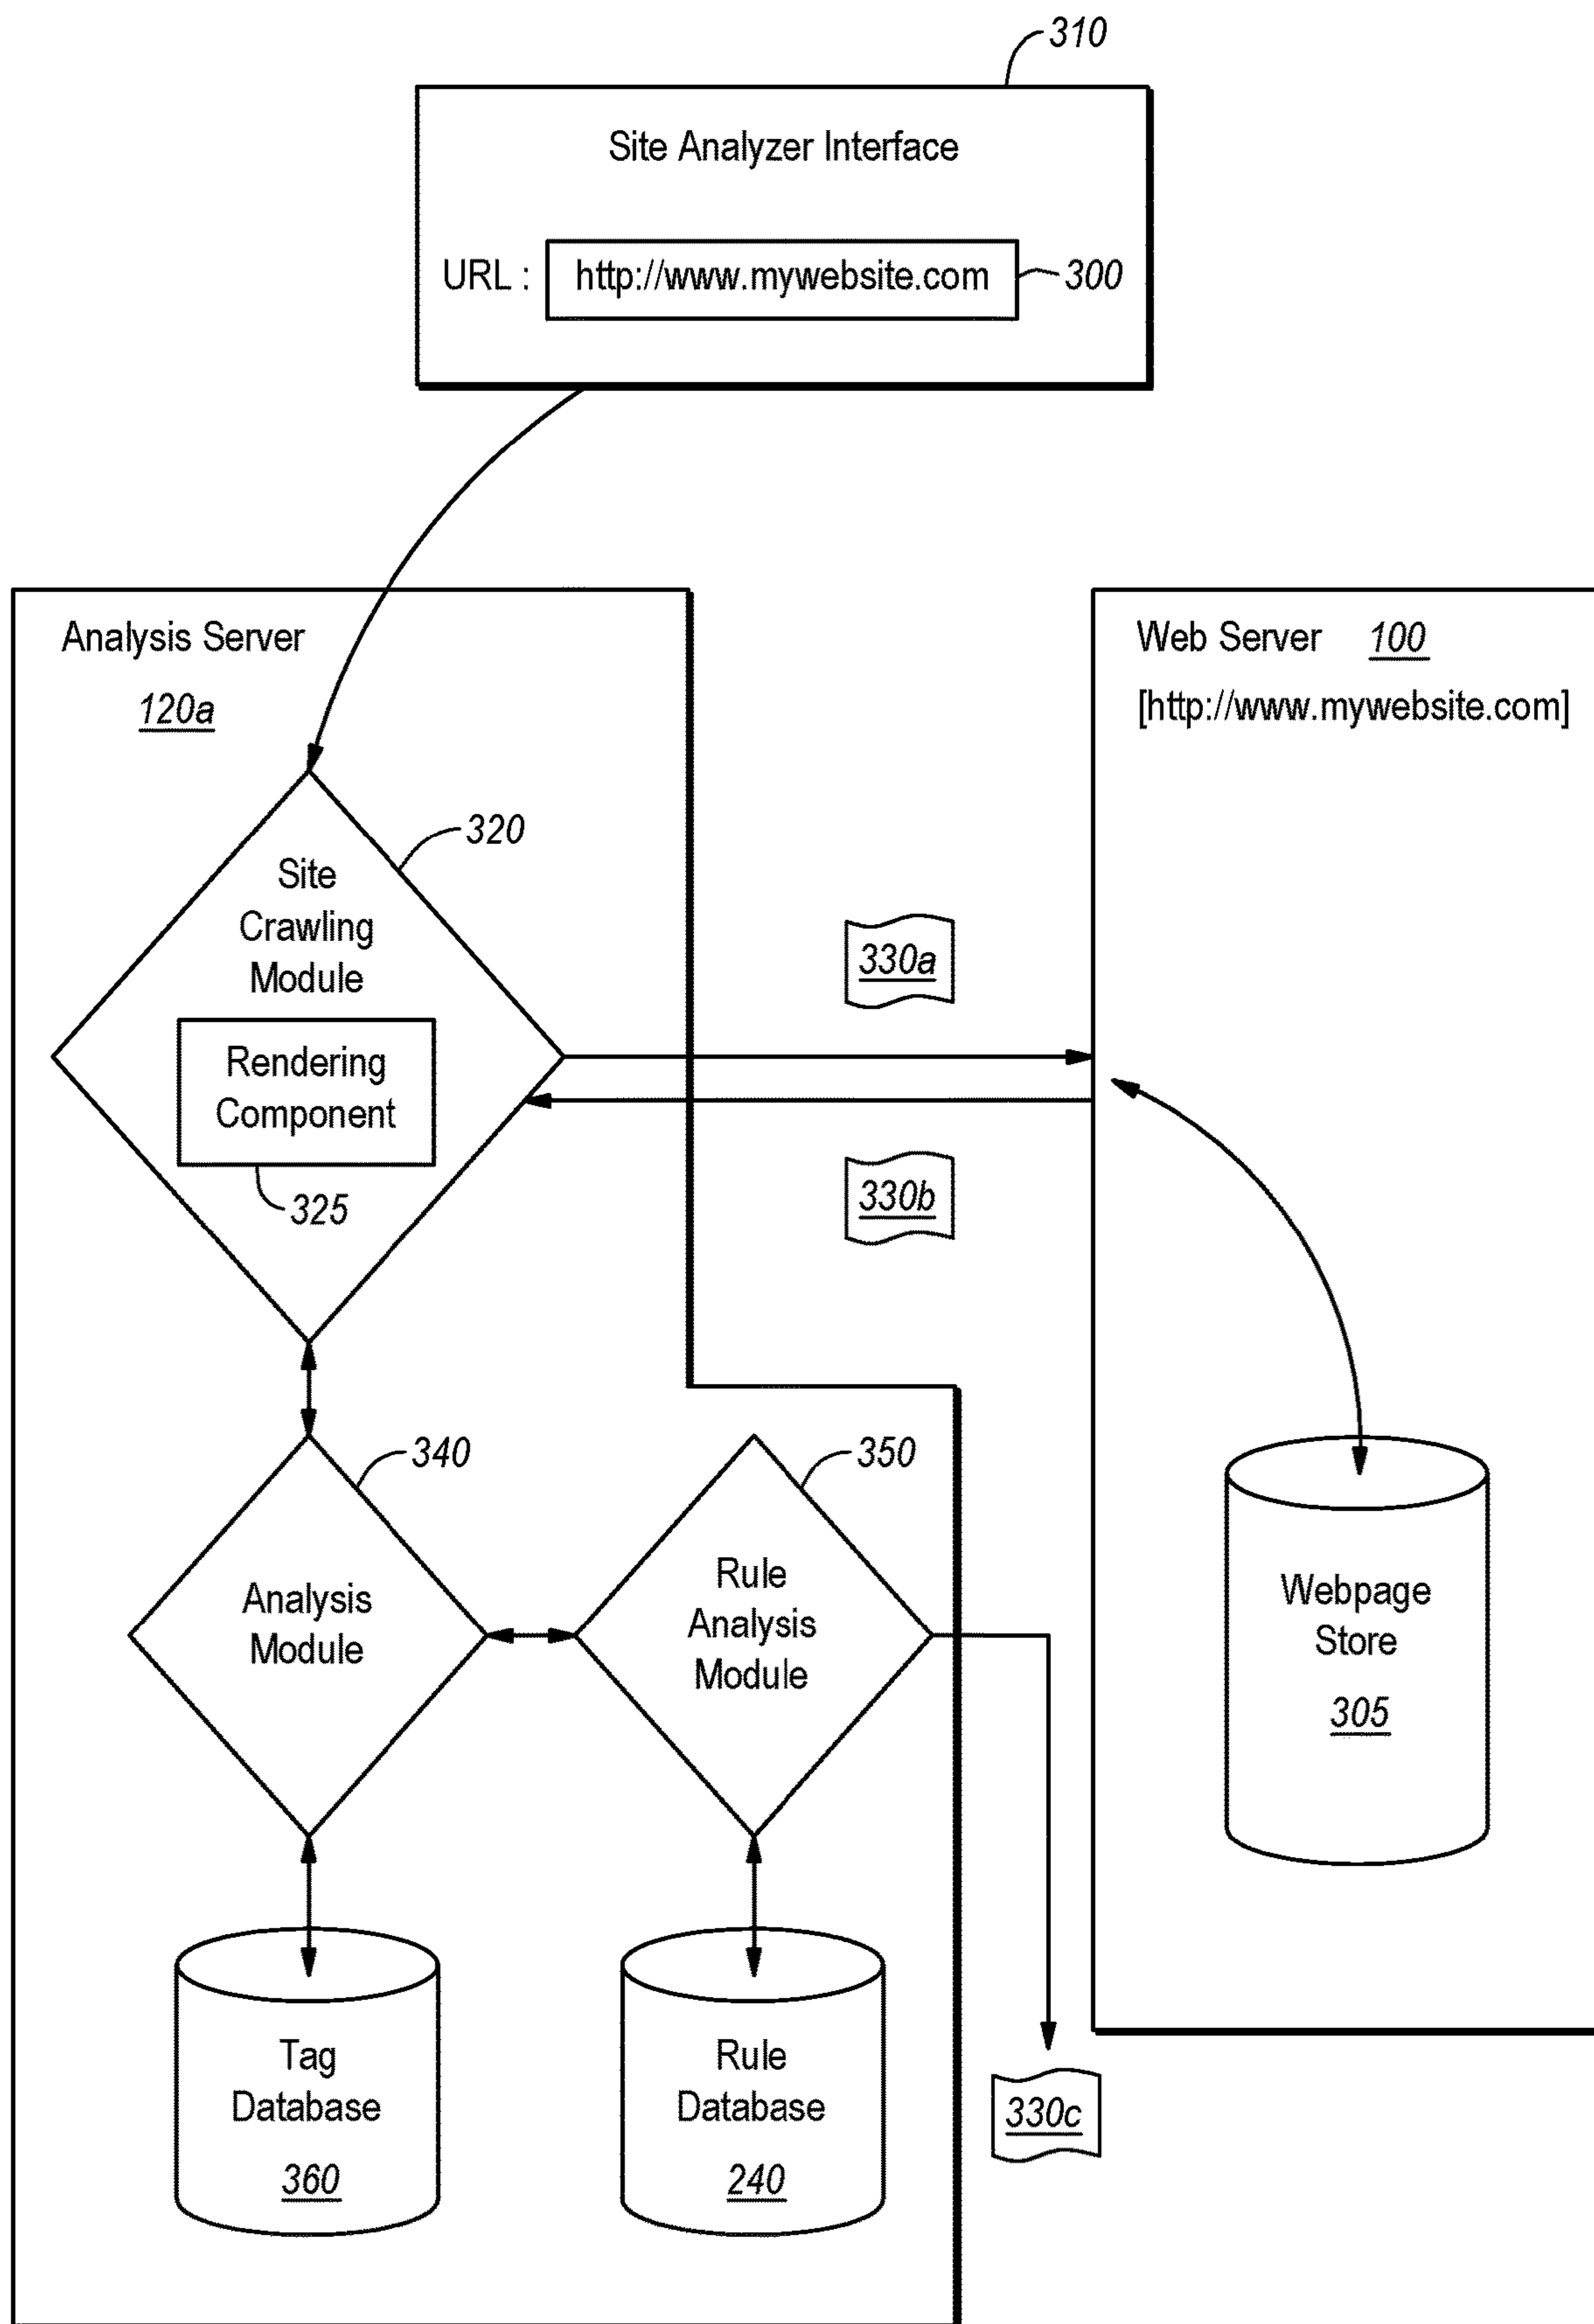 310
Site Analyzer Interface
URL : http://www.mywebsite.com 300
Analysis Server
120a
Web Server 100
[http://www.mywebsite.com]
320
Site
Crawling
Module
Rendering
Component
325
330a
330b
340
Analysis
Module
350
Rule
Analysis
Module
Webpage
Store
305
Tag
Database
360
Rule
Database
240
330c